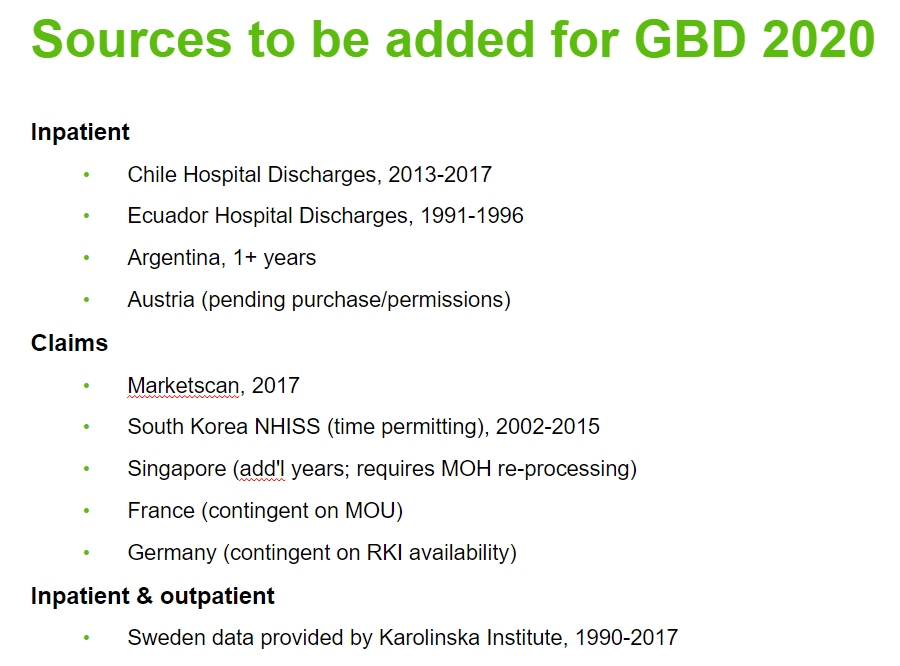 Sources to be added for GBD 2020
Inpatient
• Chile Hospital Discharges, 2013-2017
• Ecuador Hospital Discharges, 1991-1996
• Argentina, 1+ years
• Austria (pending purchase/permissions)
Claims
• Marketscan, 2017
• South Korea NHISS (time permitting), 2002-2015
• Singapore (add'l years; requires MOH re-processing)
• France (contingent on MOU)
• Germany (contingent on RKI availability)
Inpatient & outpatient
• Sweden data provided by Karolinska Institute, 1990-2017